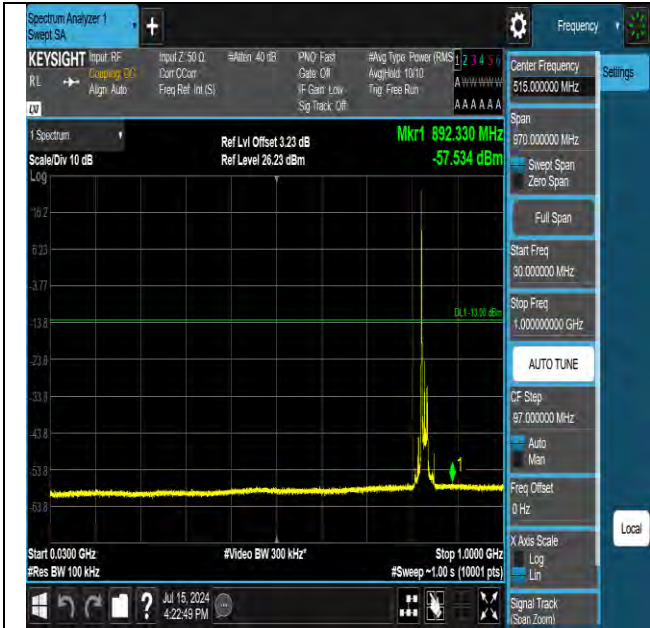 Spectrum Analyzer 1
Swept SA
Frequency
KEYSIGHT
Input: RF
Coupling: DC
Align: Auto
Input Z: 50 Ω
Corr CCorr
Freq Ref: Int (S)
#Atten: 40 dB
PNO: Fast
Gate: Off
IF Gain: Low
Sig Track: Off
#Avg Type: Power (RMS
Avg|Hold: 10/10
Trig: Free Run
1 2 3 4 5 6
A W W W W W
A A A A A A
RL
LXI
1 Spectrum
Scale/Div 10 dB
Log
Ref Lvl Offset 3.23 dB
Ref Level 26.23 dBm
Mkr1 892.330 MHz
-57.534 dBm
16.2
6.23
-3.77
-13.8
-23.8
-33.8
-43.8
-53.8
-63.8
DL1 -13.00 dBm
1
Start 0.0300 GHz
#Res BW 100 kHz
#Video BW 300 kHz*
Stop 1.0000 GHz
#Sweep ~1.00 s (10001 pts)
Jul 15, 2024
4:22:49 PM
Center Frequency
515.000000 MHz
Settings
Span
970.000000 MHz
Swept Span
Zero Span
Full Span
Start Freq
30.000000 MHz
Stop Freq
1.000000000 GHz
AUTO TUNE
CF Step
97.000000 MHz
Auto
Man
Freq Offset
0 Hz
X Axis Scale
Log
Lin
Local
Signal Track
(Span Zoom)